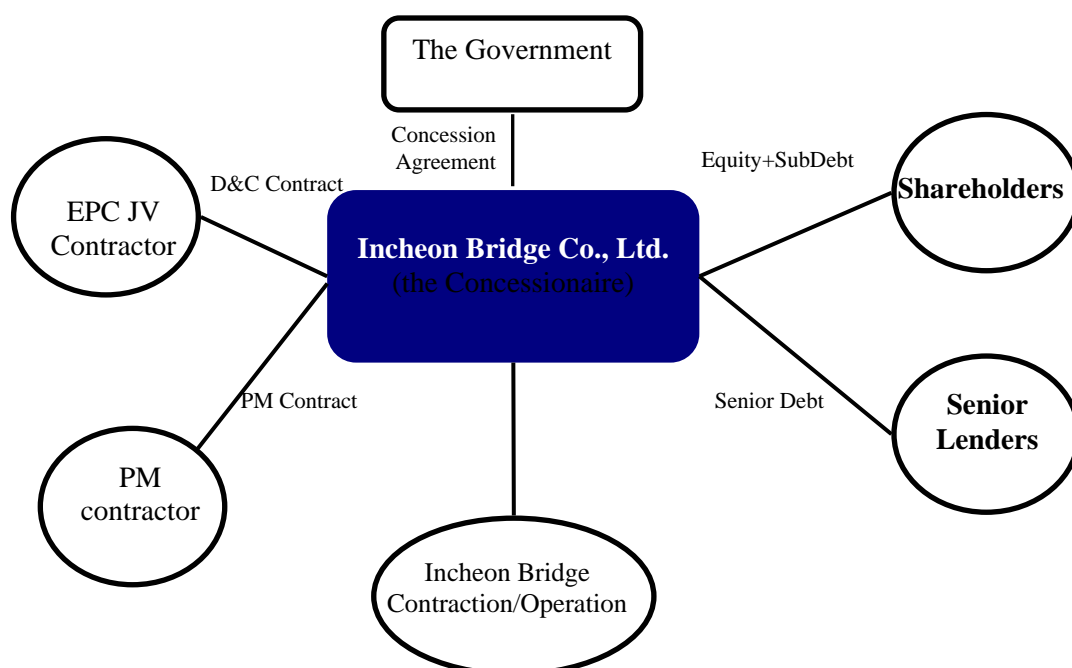 The Government
Concession
Agreement
Equity+SubDebt
D&C Contract
Shareholders
EPC JV
Contractor
Incheon Bridge Co., Ltd.
(the Concessionaire)
PM Contract
Senior Debt
Senior
Lenders
PM
contractor
Incheon Bridge
Contraction/Operation